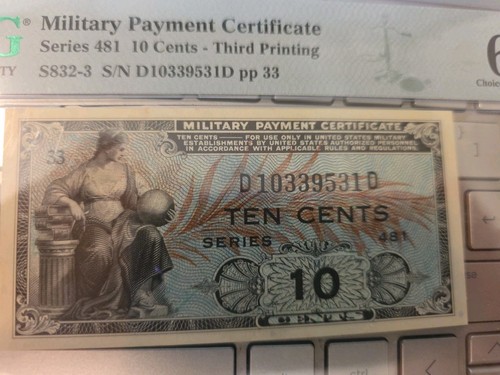 Military Payment Certificate
Series 481 10 Cents - Third Printing
S832-3 S/N D10339531D pp 33
MILITARY PAYMENT CERTIFICATE
TEN CENTS — FOR USE ONLY IN UNITED STATES MILITARY
ESTABLISHMENTS BY UNITED STATES AUTHORIZED PERSONNEL
IN ACCORDANCE WITH APPLICABLE RULES AND REGULATIONS.
33
D10339531D
TEN CENTS
SERIES 481
10
CENTS